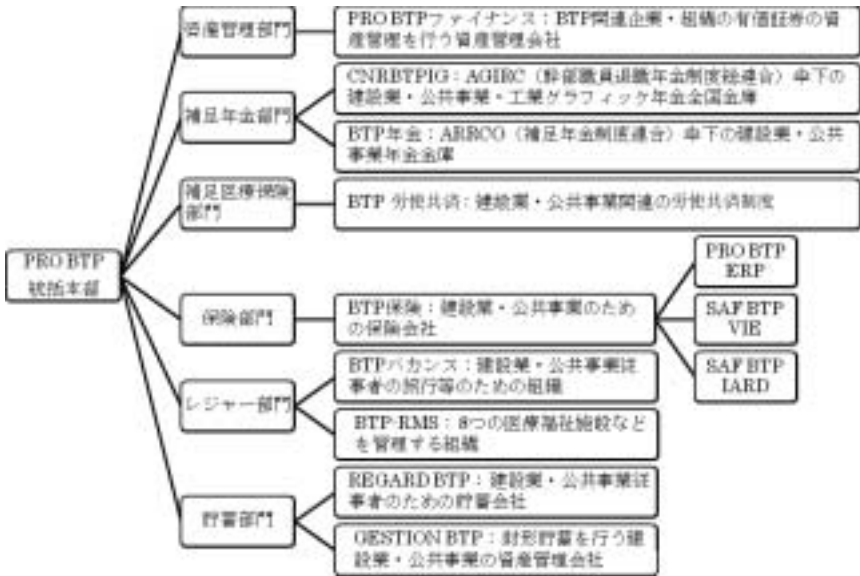 資産管理部門
PRO BTPファイナンス：BTP関連企業・組織の有価証券の資
産管理を行う資産管理会社
補足年金部門
CNRBTPIG：AGIRC（幹部職員退職年金制度総連合）傘下の
建設業・公共事業・工業グラフィック年金全国金庫
BTP年金：ARRCO（補足年金制度連合）傘下の建設業・公共
事業年金金庫
補足医療保険
部門
BTP 労使共済：建設業・公共事業関連の労使共済制度
PRO BTP
統括本部
保険部門
BTP保険：建設業・公共事業のため
の保険会社
PRO BTP
ERP
SAF BTP
VIE
SAF BTP
IARD
レジャー部門
BTPバカンス：建設業・公共事業従
事者の旅行等のための組織
BTP-RMS：8つの医療福祉施設など
を管理する組織
貯蓄部門
REGARD BTP：建設業・公共事業従
事者のための貯蓄会社
GESTION BTP：財形貯蓄を行う建
設業・公共事業の資産管理会社